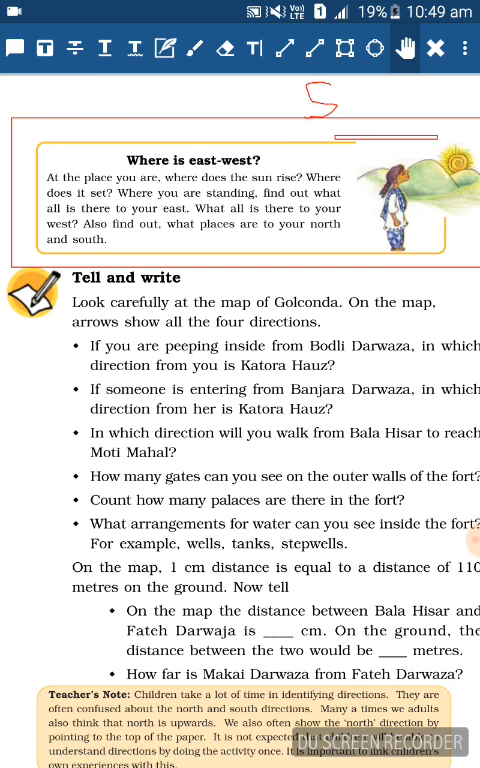 19% 10:49 am
Vo)) LTE 1
T T T T T
S
Where is east-west?
At the place you are, where does the sun rise? Where
does it set? Where you are standing, find out what
all is there to your east. What all is there to your
west? Also find out, what places are to your north
and south.
Tell and write
Look carefully at the map of Golconda. On the map,
arrows show all the four directions.
• If you are peeping inside from Bodli Darwaza, in which
direction from you is Katora Hauz?
• If someone is entering from Banjara Darwaza, in which
direction from her is Katora Hauz?
• In which direction will you walk from Bala Hisar to reach
Moti Mahal?
• How many gates can you see on the outer walls of the fort?
• Count how many palaces are there in the fort?
• What arrangements for water can you see inside the fort?
For example, wells, tanks, stepwells.
On the map, 1 cm distance is equal to a distance of 110
metres on the ground. Now tell
• On the map the distance between Bala Hisar and
Fateh Darwaja is ____ cm. On the ground, the
distance between the two would be ____ metres.
• How far is Makai Darwaza from Fateh Darwaza?
Teacher's Note: Children take a lot of time in identifying directions. They are
often confused about the north and south directions. Many a times we adults
also think that north is upwards. We also often show the 'north' direction by
pointing to the top of the paper. It is not expected that children will
understand directions by doing the activity once. It is important to link children's
own experiences with this.
DU SCREEN RECORDER